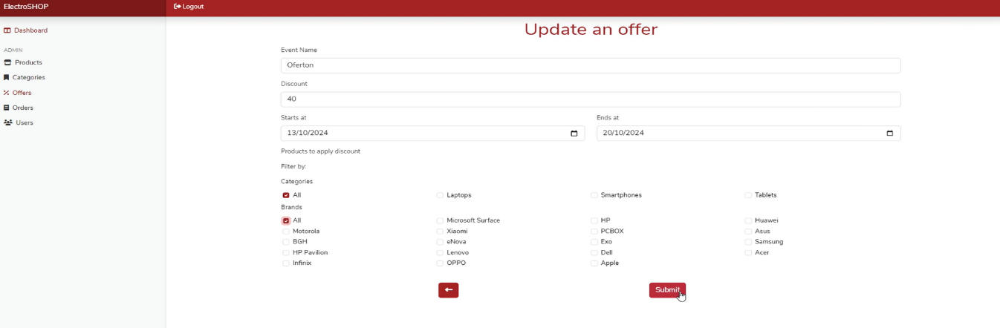 ElectroSHOP
Logout
Dashboard
ADMIN
Products
Categories
Offers
Orders
Users
Update an offer
Event Name
Oferton
Discount
40
Starts at Ends at
13/10/2024 20/10/2024
Products to apply discount
Filter by:
Categories
All Laptops Smartphones Tablets
Brands
All Microsoft Surface HP Huawei
Motorola Xiaomi PCBOX Asus
BGH eNova Exo Samsung
HP Pavilion Lenovo Dell Acer
Infinix OPPO Apple
Submit